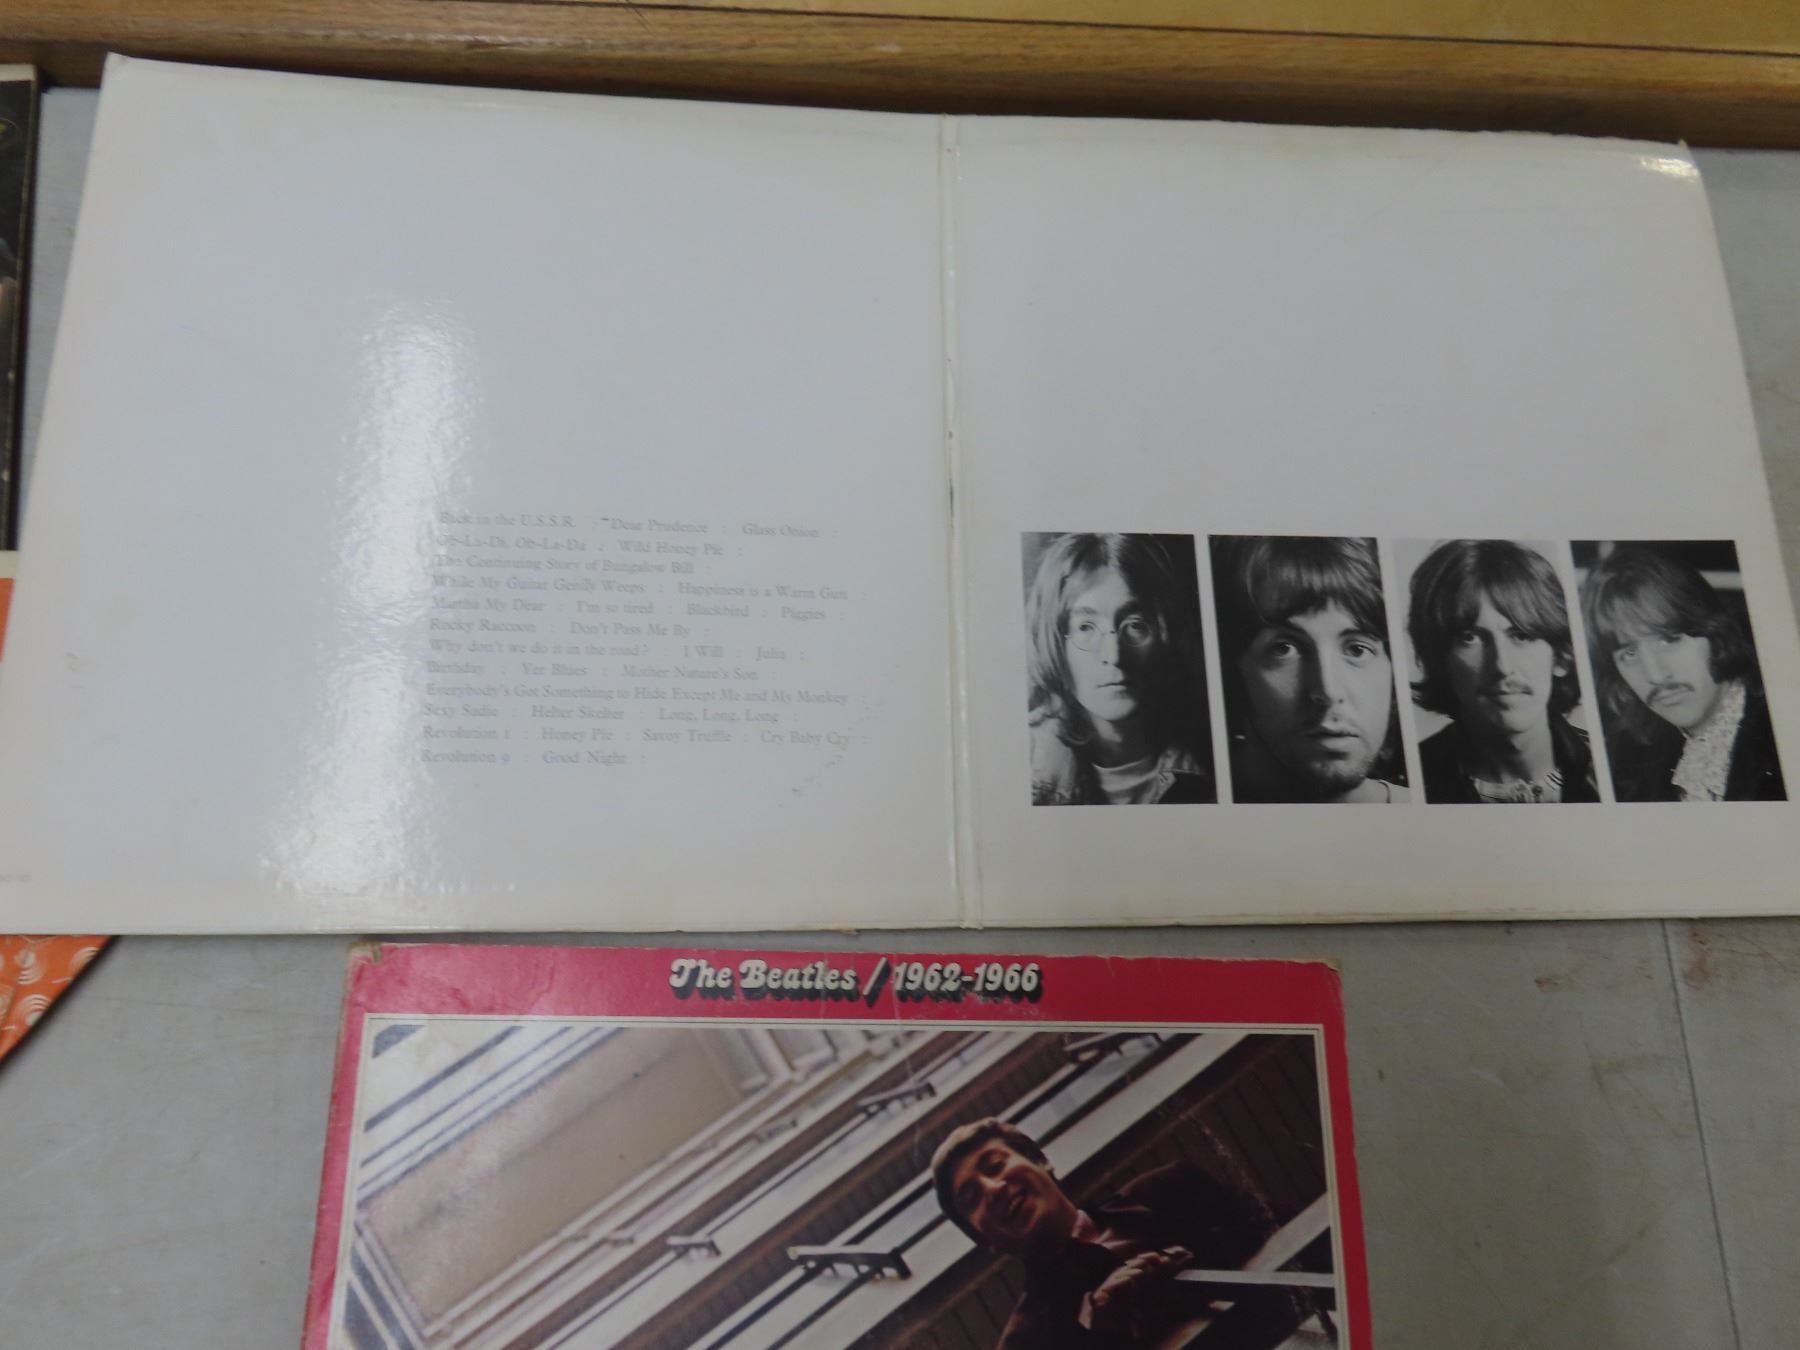 Back in the U.S.S.R. : Dear Prudence : Glass Onion :
Ob-La-Di, Ob-La-Da : Wild Honey Pie :
The Continuing Story of Bungalow Bill :
While My Guitar Gently Weeps : Happiness is a Warm Gun :
Martha My Dear : I'm so tired : Blackbird : Piggies :
Rocky Raccoon : Don't Pass Me By :
Why don't we do it in the road? : I Will : Julia :
Birthday : Yer Blues : Mother Nature's Son :
Everybody's Got Something to Hide Except Me and My Monkey :
Sexy Sadie : Helter Skelter : Long, Long, Long :
Revolution 1 : Honey Pie : Savoy Truffle : Cry Baby Cry :
Revolution 9 : Good Night :
The Beatles / 1962-1966